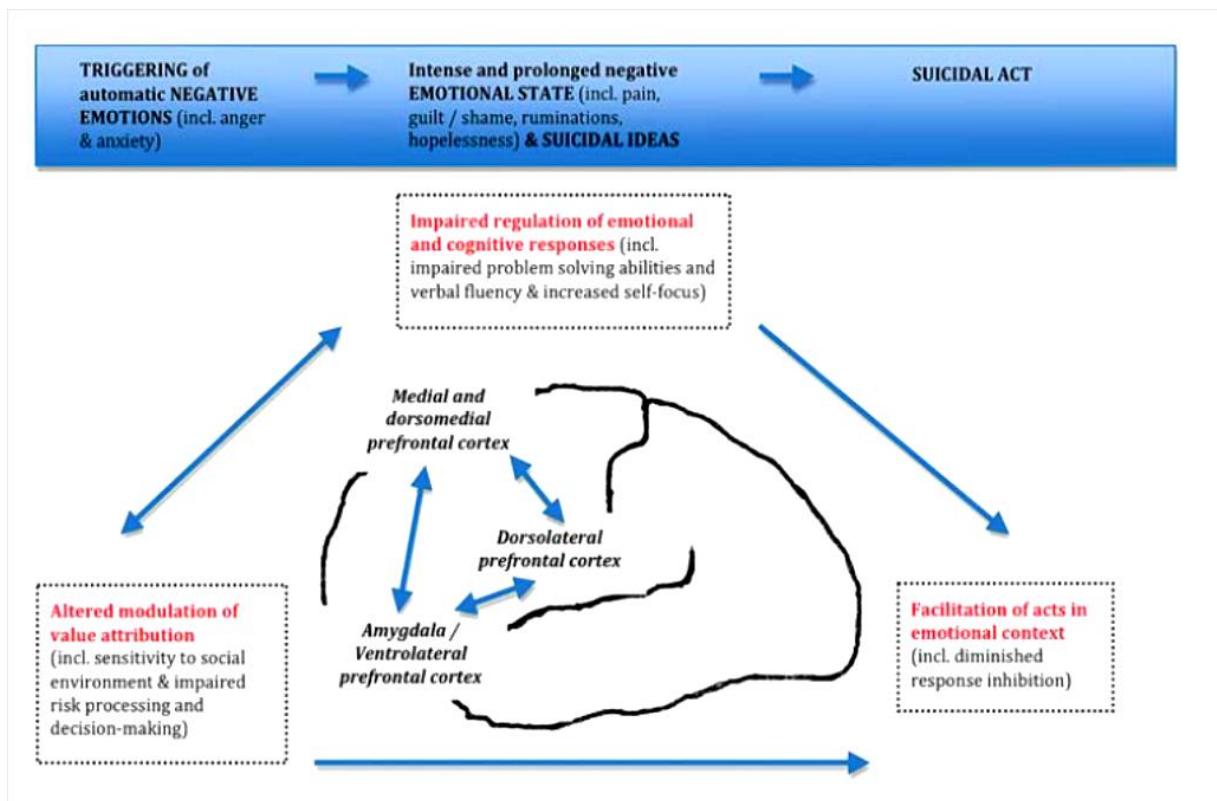 TRIGGERING of
automatic NEGATIVE
EMOTIONS (incl. anger
& anxiety)
Intense and prolonged negative
EMOTIONAL STATE (incl. pain,
guilt / shame, ruminations,
hopelessness) & SUICIDAL IDEAS
SUICIDAL ACT
Impaired regulation of emotional
and cognitive responses (incl.
impaired problem solving abilities and
verbal fluency & increased self-focus)
Medial and
dorsomedial
prefrontal cortex
Dorsolateral
prefrontal cortex
Amygdala /
Ventrolateral
prefrontal cortex
Altered modulation of
value attribution
(incl. sensitivity to social
environment & impaired
risk processing and
decision-making)
Facilitation of acts in
emotional context
(incl. diminished
response inhibition)